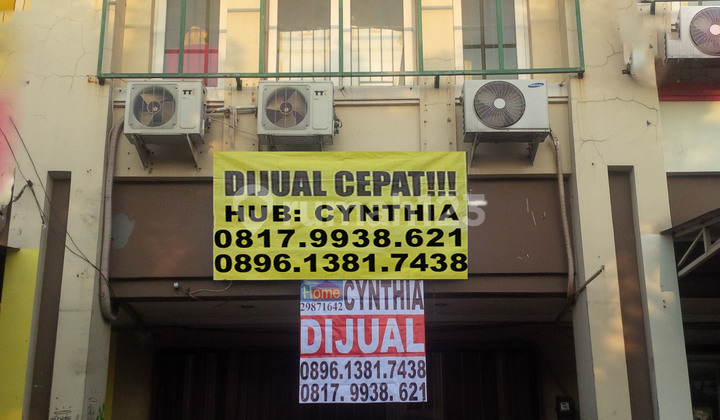 DIJUAL CEPAT!!!
HUB: CYNTHIA
0817.9938.621
0896.1381.7438
Home CYNTHIA
29871642
DIJUAL
0896.1381.7438
0817.9938.621
SAMSUNG